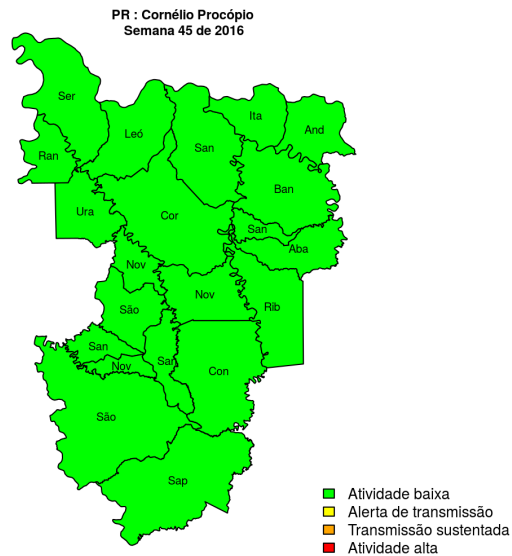 PR : Cornélio Procópio
Semana 45 de 2016
Ser
Ita
Leó
And
San
Ran
Ban
Ura
Cor
San
Aba
Nov
Nov
Rib
São
San
San
Nov
Con
São
Sap
Atividade baixa
Alerta de transmissão
Transmissão sustentada
Atividade alta